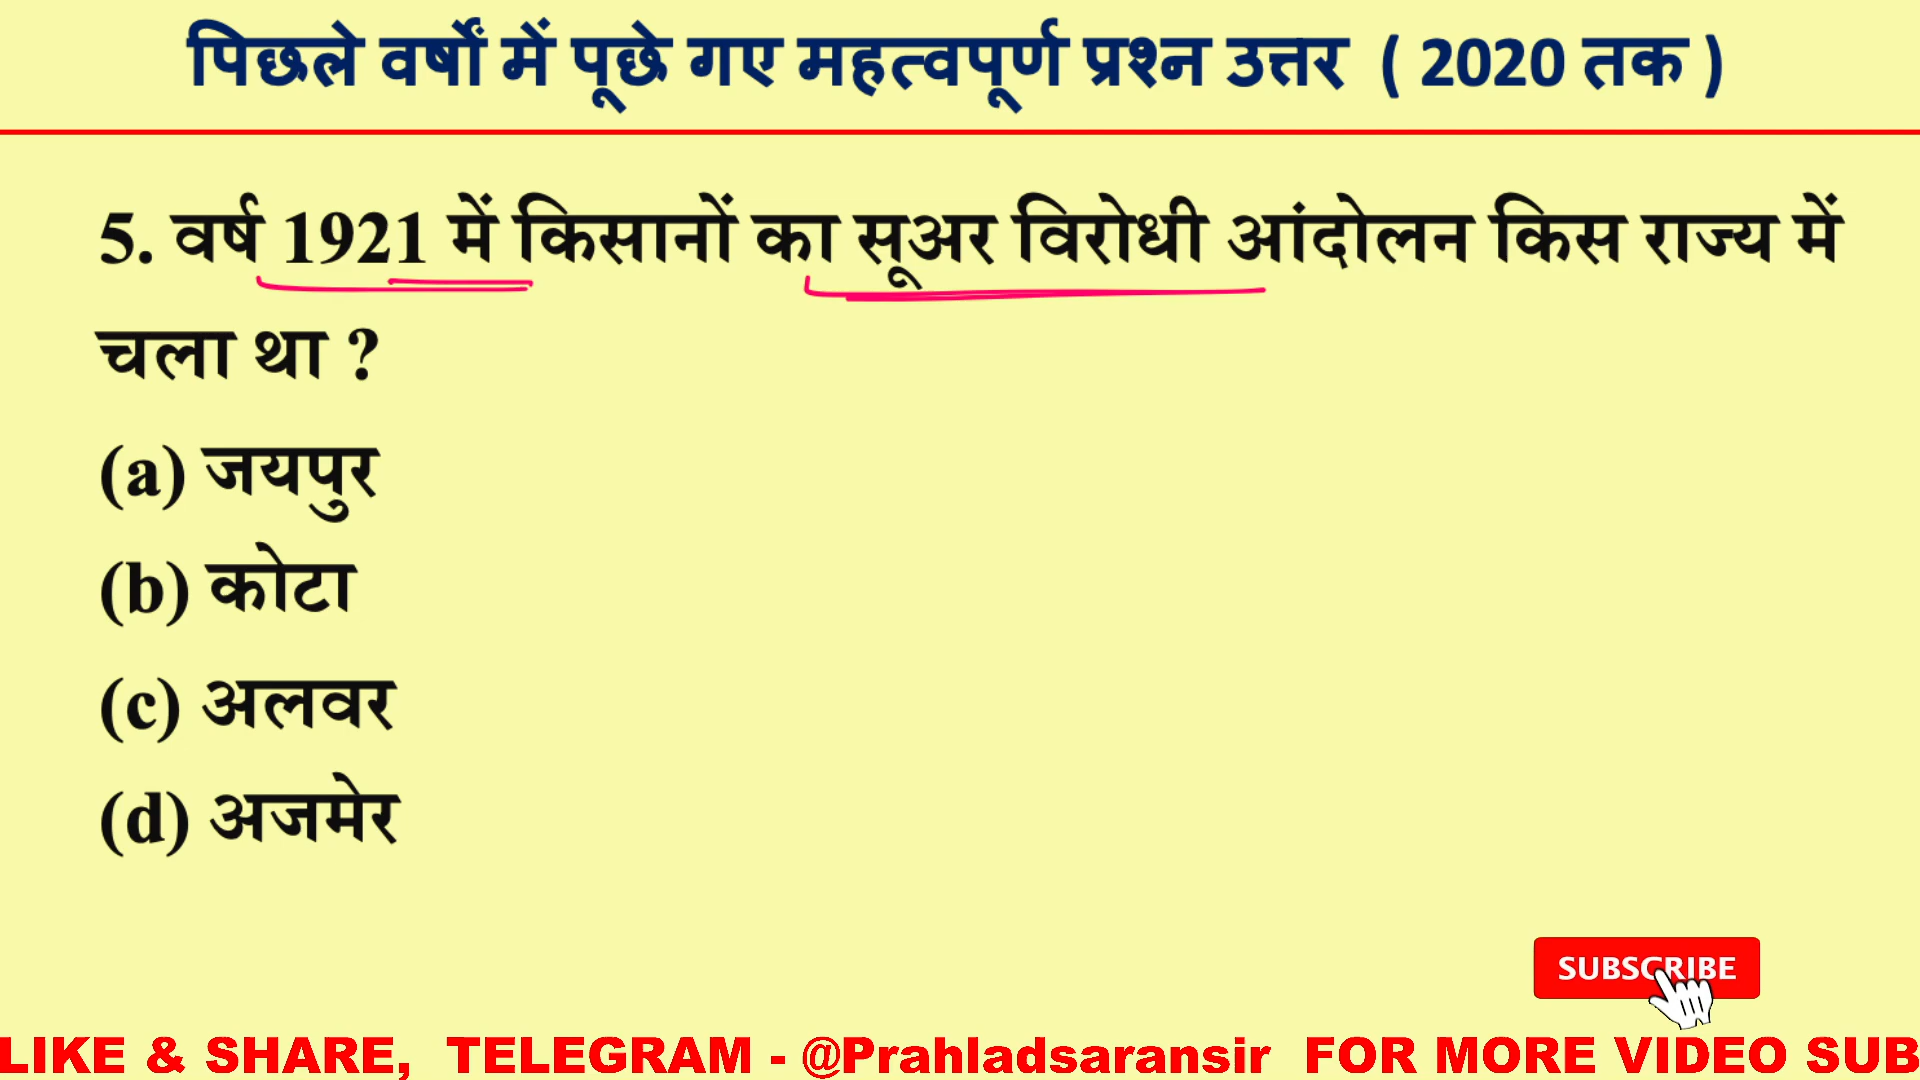 पिछले वर्षों में पूछे गए महत्वपूर्ण प्रश्न उत्तर ( 2020 तक )
5. वर्ष 1921 में किसानों का सूअर विरोधी आंदोलन किस राज्य में
चला था ?
(a) जयपुर
(b) कोटा
(c) अलवर
(d) अजमेर
SUBSCRIBE
LIKE & SHARE, TELEGRAM - @Prahladsaransir FOR MORE VIDEO SUB